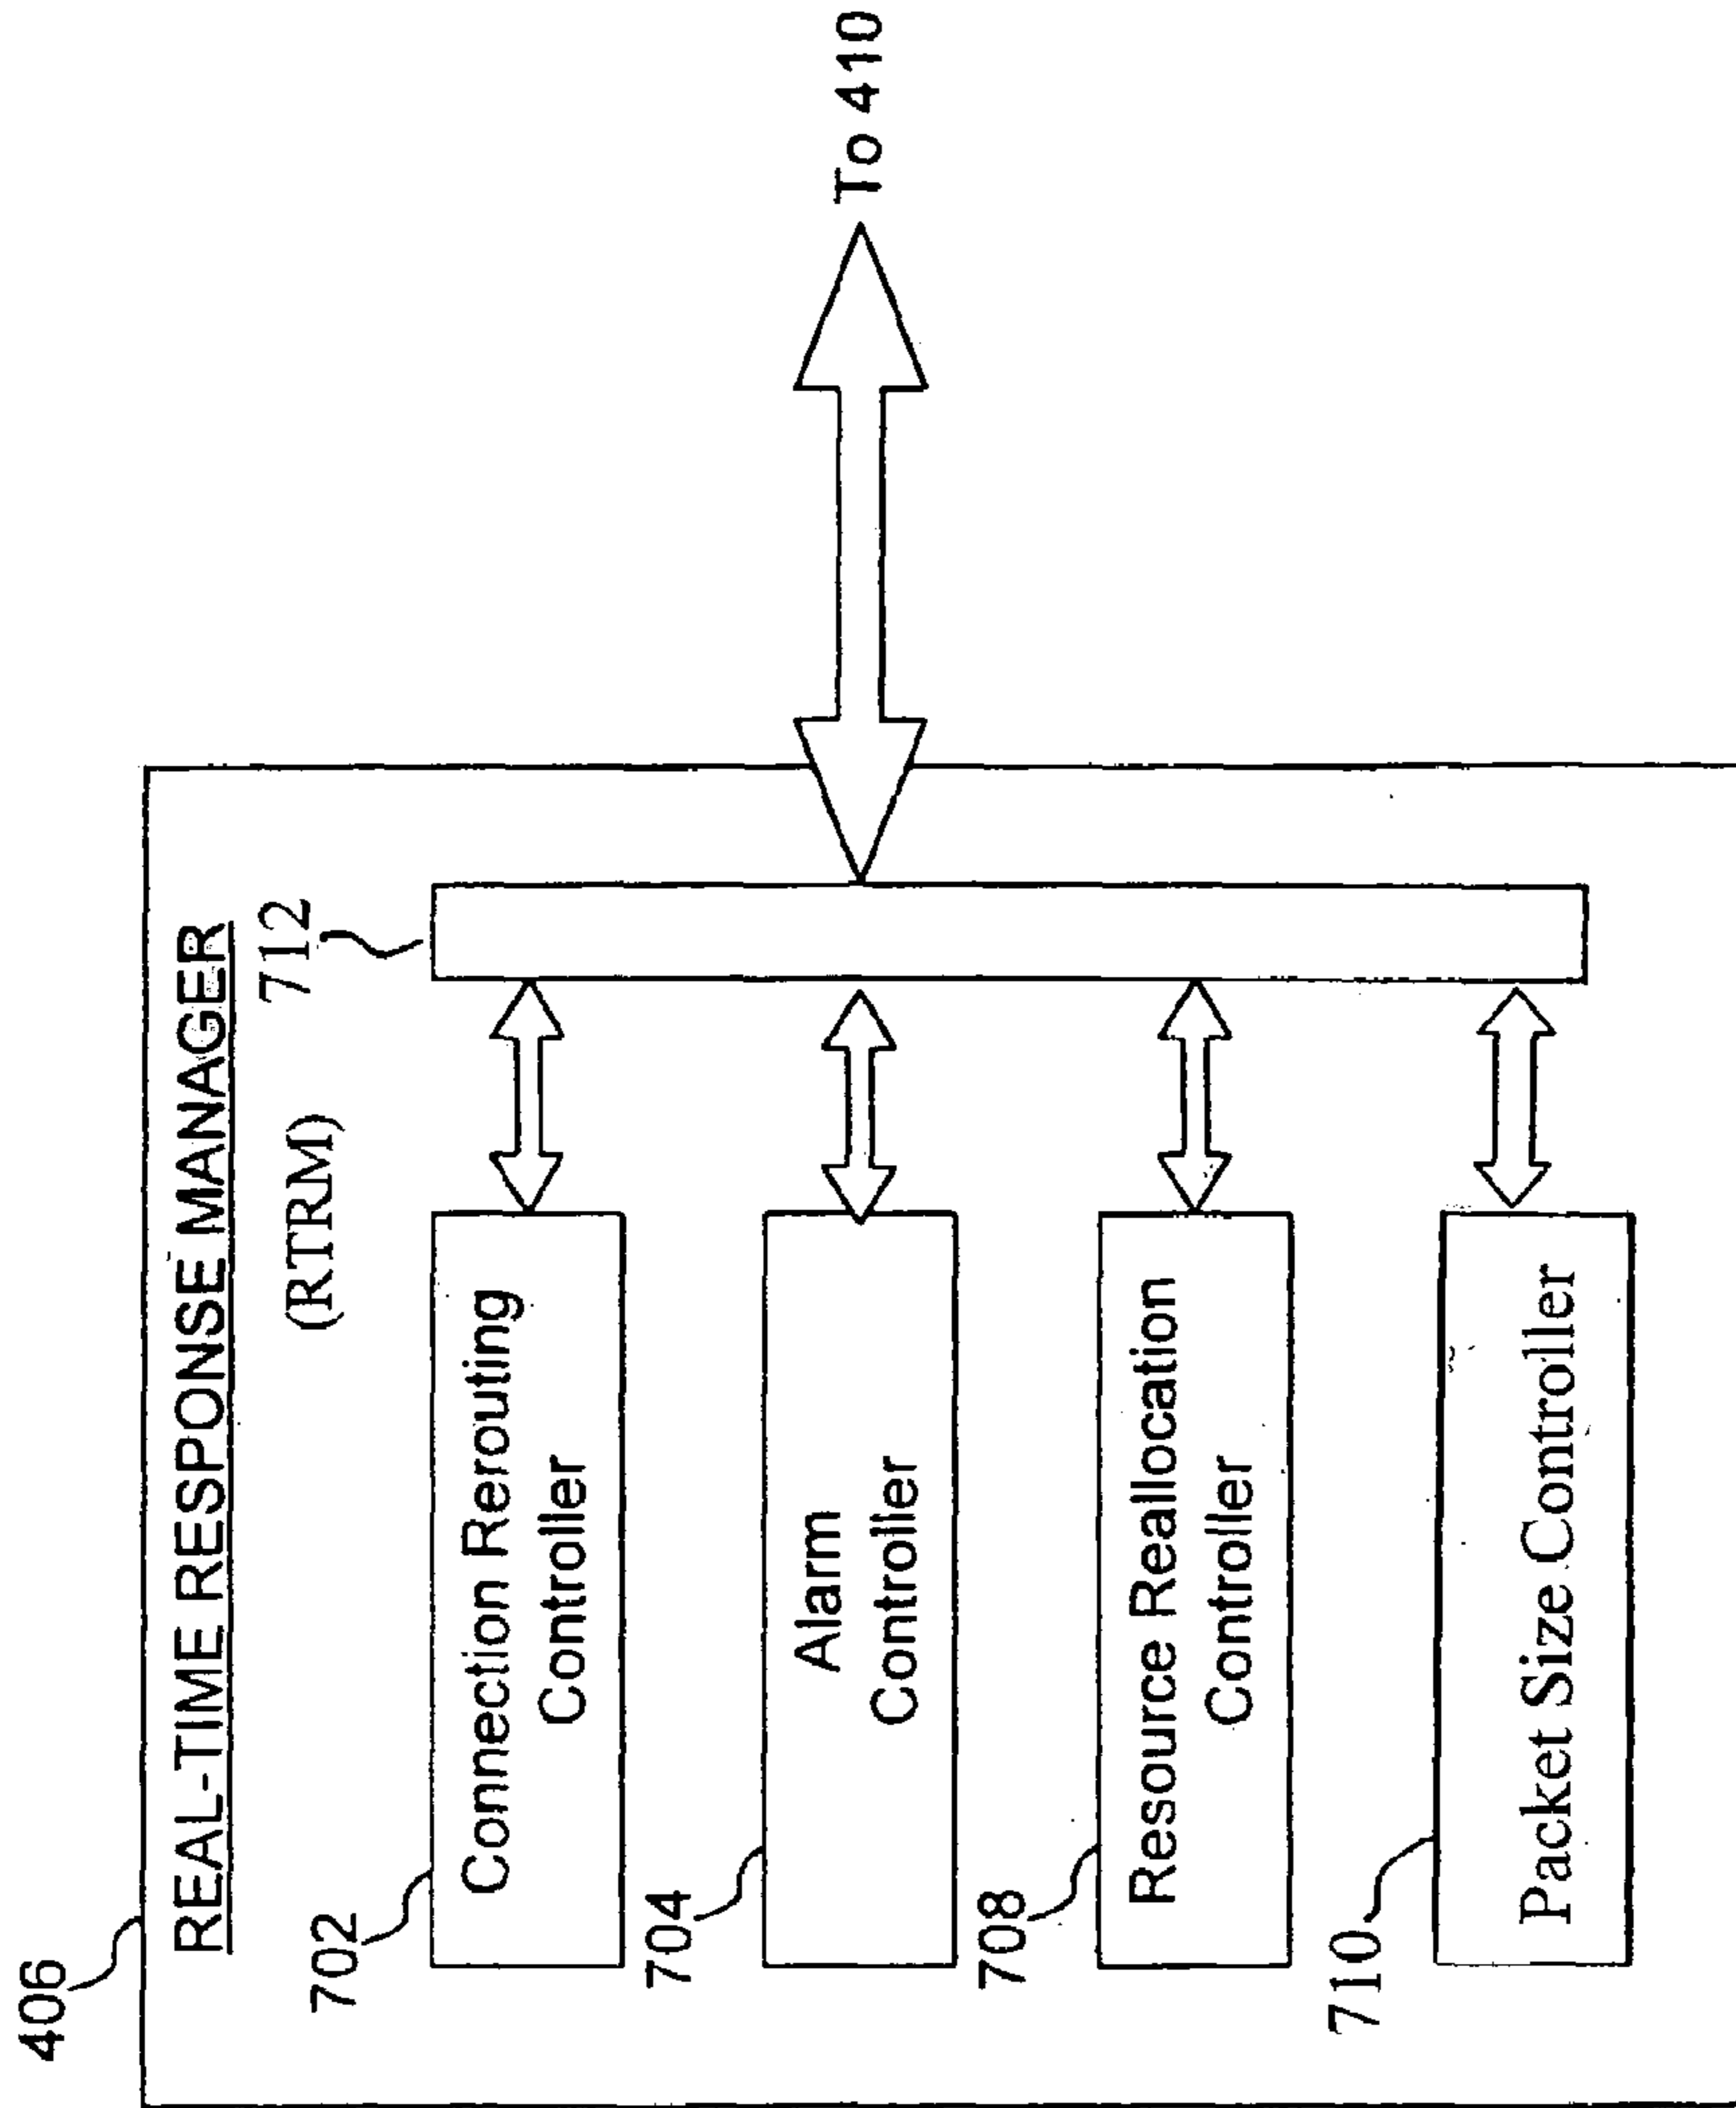 406
REAL-TIME RESPONSE MANAGER
(RTRM)
712
702
Connection Rerouting
Controller
704
Alarm
Controller
To 410
708
Resource Reallocation
Controller
710
Packet Size Controller